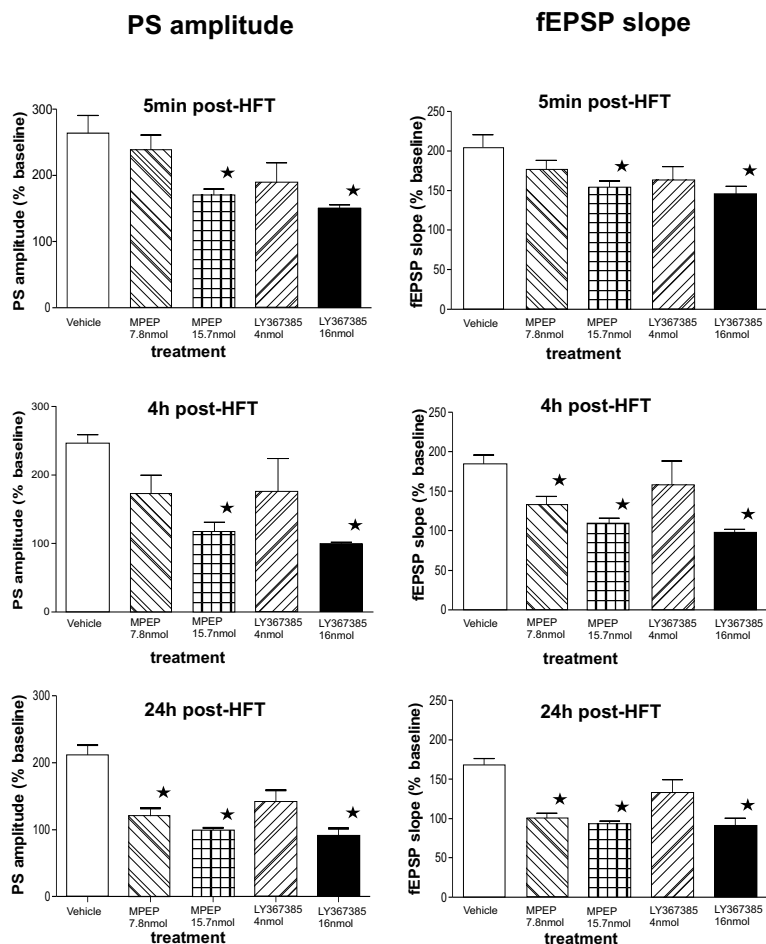 PS amplitude
fEPSP slope
5min post-HFT
PS amplitude (% baseline)
300
200
100
0
Vehicle
MPEP
7.8nmol
MPEP
15.7nmol
LY367385
4nmol
LY367385
16nmol
treatment
5min post-HFT
fEPSP slope (% baseline)
250
200
150
100
50
0
Vehicle
MPEP
7.8nmol
MPEP
15.7nmol
LY367385
4nmol
LY367385
16nmol
treatment
4h post-HFT
PS amplitude (% baseline)
300
200
100
0
Vehicle
MPEP
7.8nmol
MPEP
15.7nmol
LY367385
4nmol
LY367385
16nmol
treatment
4h post-HFT
fEPSP slope (% baseline)
250
200
150
100
50
0
Vehicle
MPEP
7.8nmol
MPEP
15.7nmol
LY367385
4nmol
LY367385
16nmol
treatment
24h post-HFT
PS amplitude (% baseline)
300
200
100
0
Vehicle
MPEP
7.8nmol
MPEP
15.7nmol
LY367385
4nmol
LY367385
16nmol
treatment
24h post-HFT
fEPSP slope (% baseline)
250
200
150
100
50
0
Vehicle
MPEP
7.8nmol
MPEP
15.7nmol
LY367385
4nmol
LY367385
16nmol
treatment